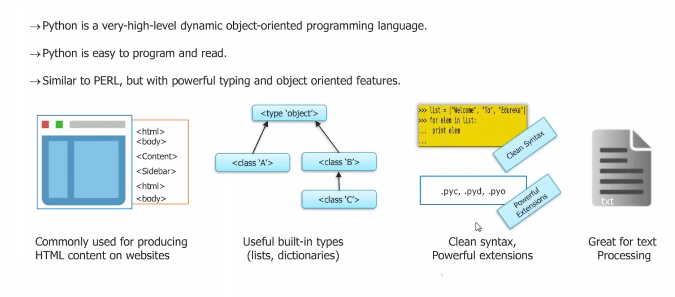 →Python is a very-high-level dynamic object-oriented programming language.
→Python is easy to program and read.
→Similar to PERL, but with powerful typing and object oriented features.
<html>
<body>
<Content>
<Sidebar>
<html>
<body>
Commonly used for producing
HTML content on websites
<type 'object'>
<class 'A'>
<class 'B'>
<class 'C'>
Useful built-in types
(lists, dictionaries)
>>> list = ["Welcome", "To", "Edureka"]
>>> for elem in list:
... print elem
...
Clean Syntax
.pyc, .pyd, .pyo
Powerful
Extensions
Clean syntax,
Powerful extensions
txt
Great for text
Processing